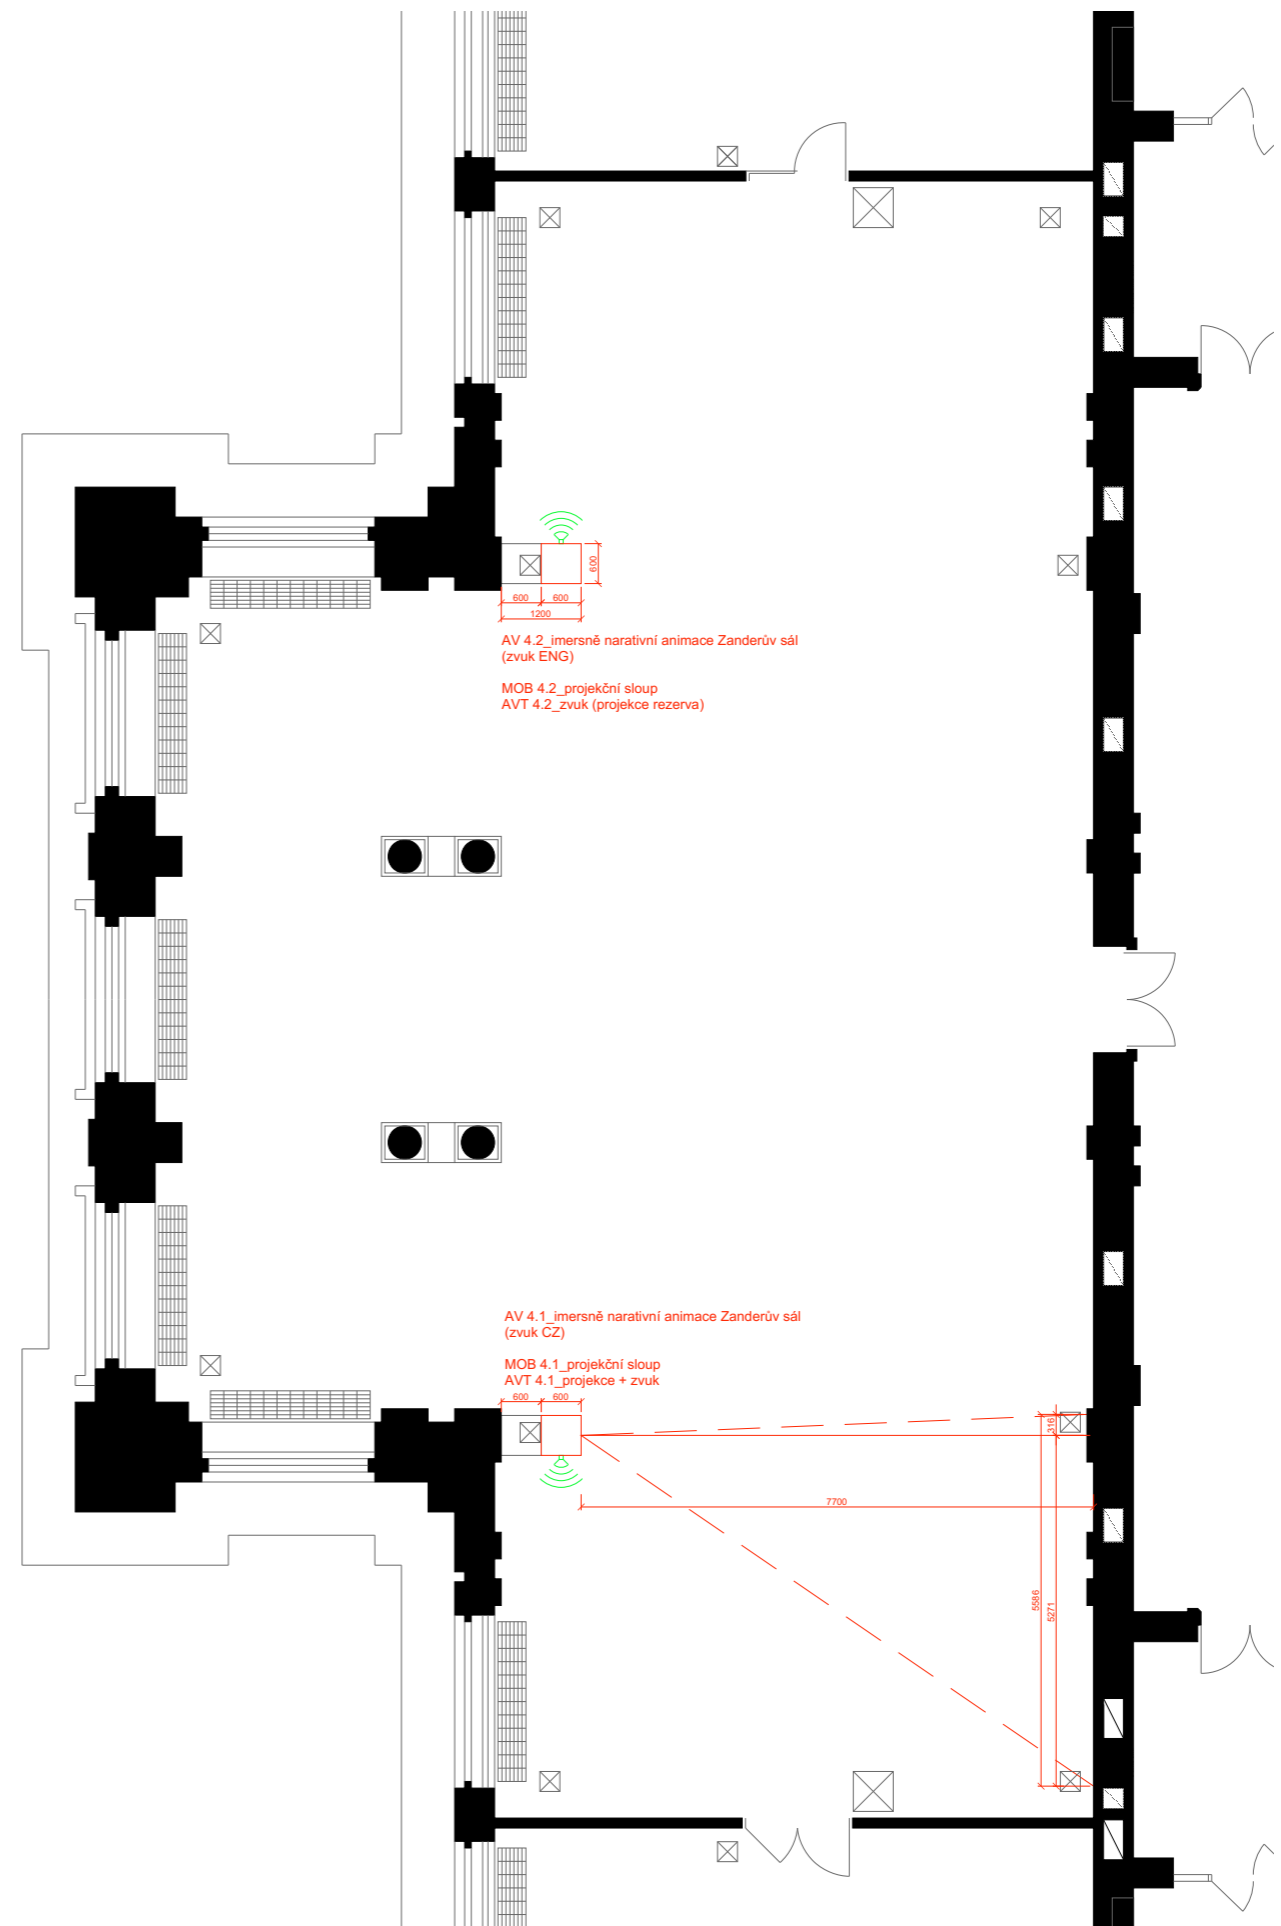 600
600
600
1200
AV 4.2_imersně narativní animace Zanderův sál
(zvuk ENG)
MOB 4.2_projekční sloup
AVT 4.2_zvuk (projekce rezerva)
AV 4.1_imersně narativní animace Zanderův sál
(zvuk CZ)
MOB 4.1_projekční sloup
AVT 4.1_projekce + zvuk
600
600
316
7700
5586
5271